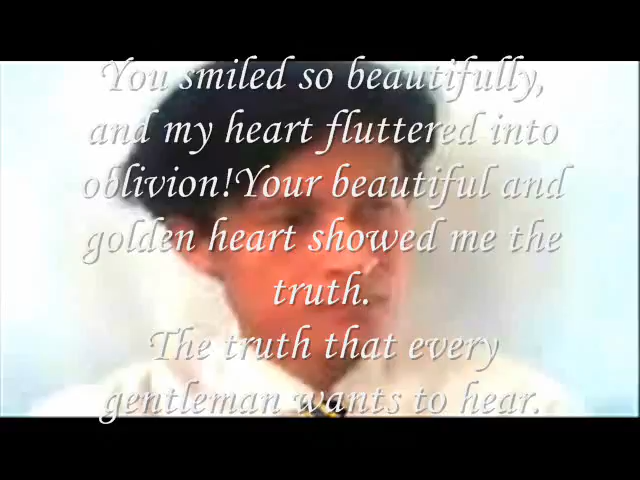 You smiled so beautifully,
and my heart fluttered into
oblivion!Your beautiful and
golden heart showed me the
truth.
The truth that every
gentleman wants to hear.